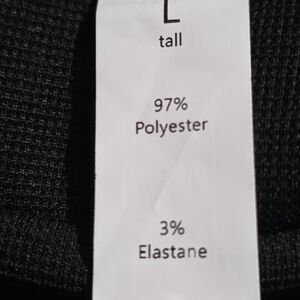 L
tall
97%
Polyester
3%
Elastane